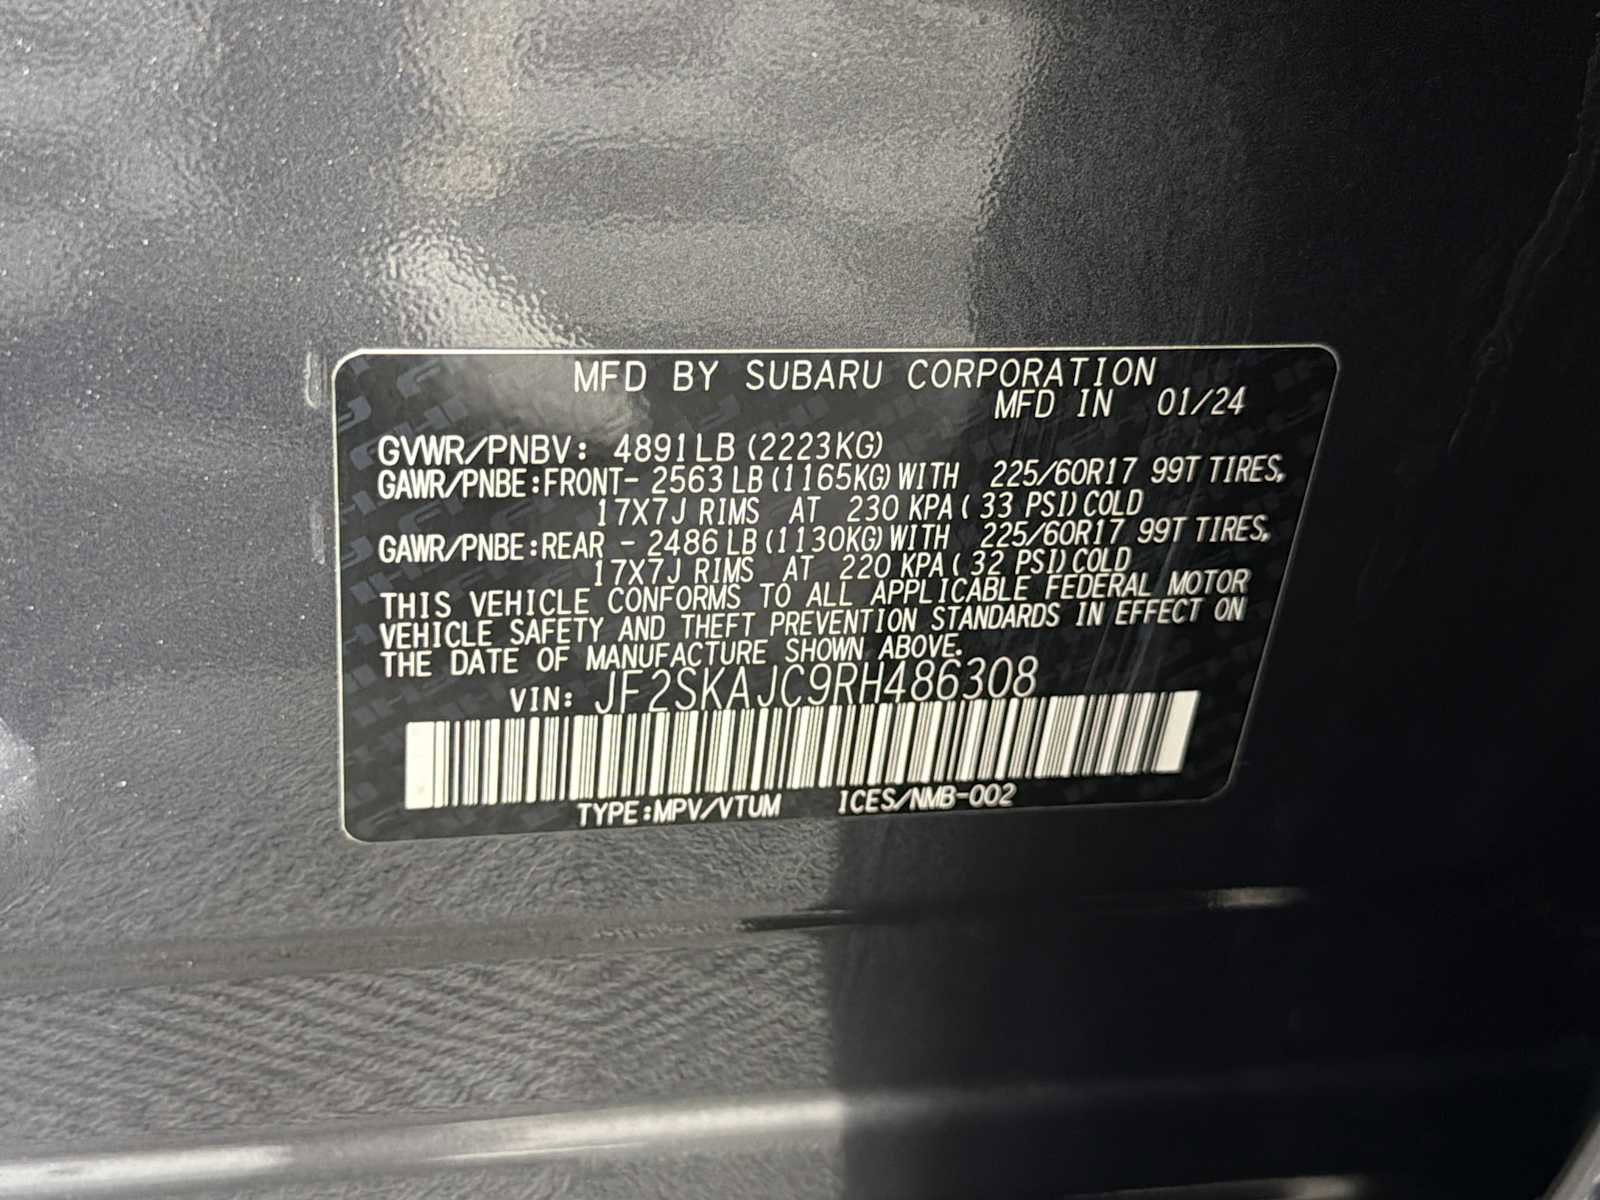 MFD BY SUBARU CORPORATION
MFD IN 01/24
GVWR/PNBV: 4891LB (2223KG)
GAWR/PNBE:FRONT- 2563LB (1165KG) WITH 225/60R17 99T TIRES,
17X7J RIMS AT 230 KPA ( 33 PSI) COLD
GAWR/PNBE:REAR - 2486LB (1130KG) WITH 225/60R17 99T TIRES,
17X7J RIMS AT 220 KPA ( 32 PSI) COLD
THIS VEHICLE CONFORMS TO ALL APPLICABLE FEDERAL MOTOR
VEHICLE SAFETY AND THEFT PREVENTION STANDARDS IN EFFECT ON
THE DATE OF MANUFACTURE SHOWN ABOVE.
VIN: JF2SKAJC9RH486308
TYPE:MPV/VTUM ICES/NMB-002